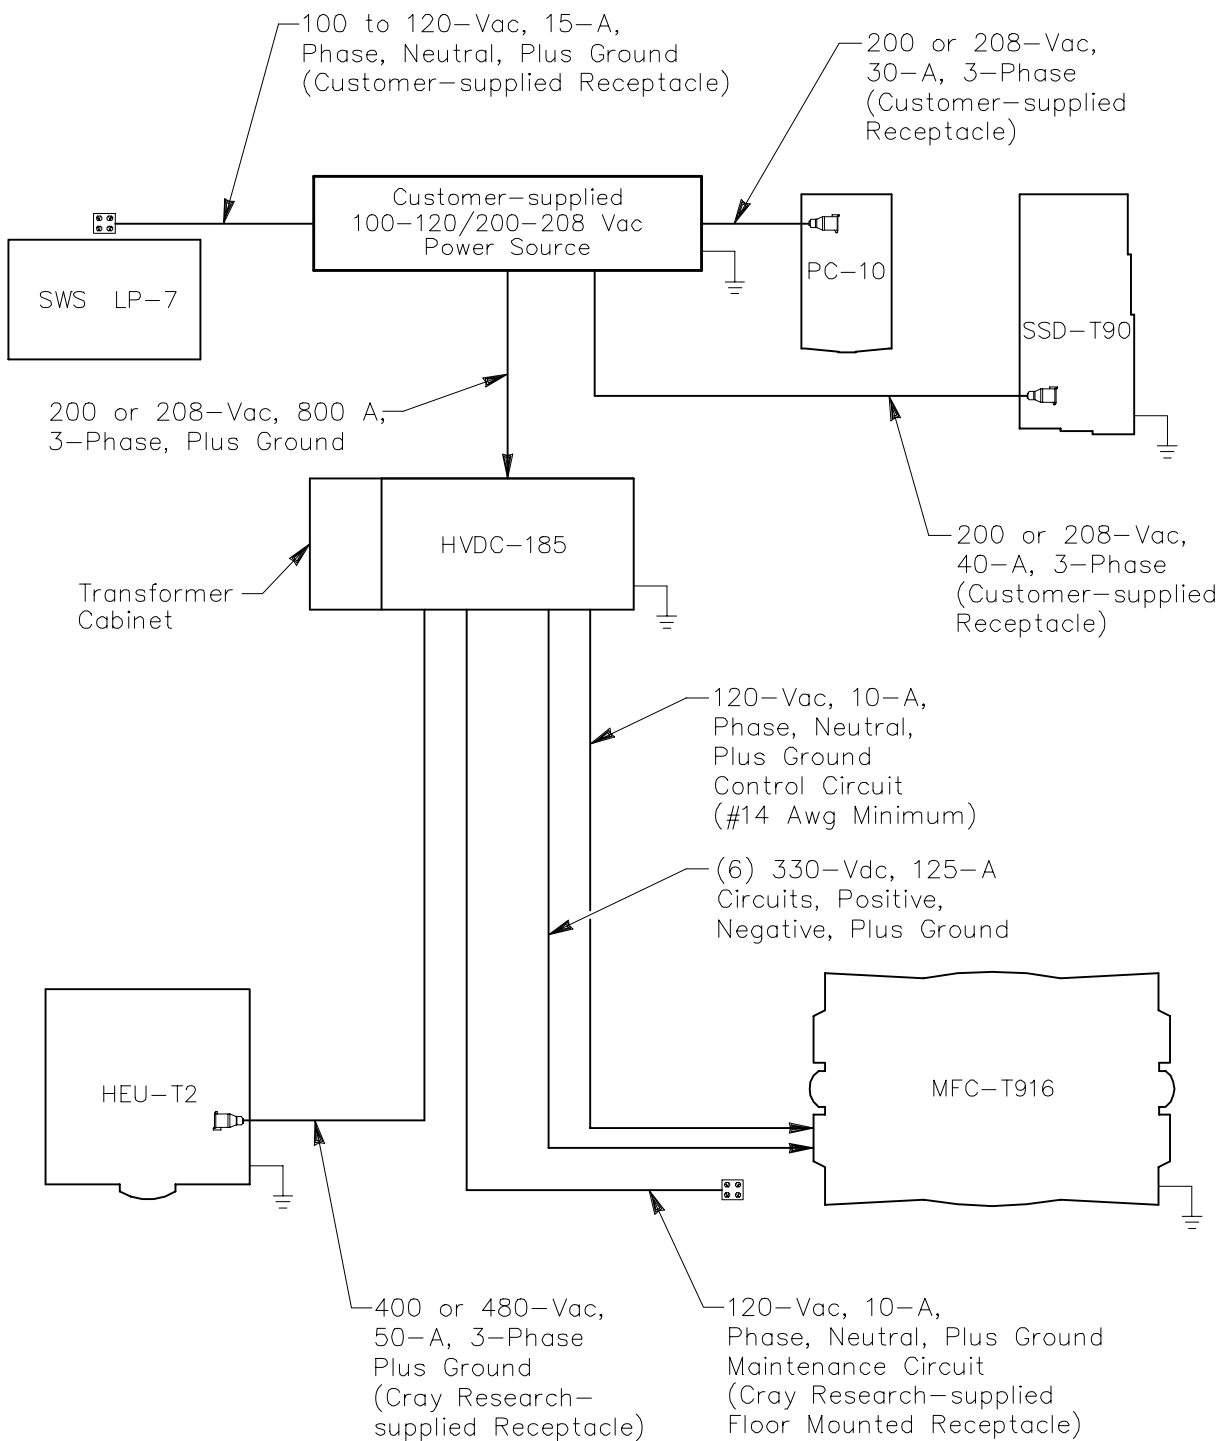 100 to 120-Vac, 15-A,
Phase, Neutral, Plus Ground
(Customer-supplied Receptacle)
200 or 208-Vac,
30-A, 3-Phase
(Customer-supplied
Receptacle)
Customer-supplied
100-120/200-208 Vac
Power Source
SWS LP-7
PC-10
SSD-T90
200 or 208-Vac, 800 A,
3-Phase, Plus Ground
HVDC-185
Transformer
Cabinet
200 or 208-Vac,
40-A, 3-Phase
(Customer-supplied
Receptacle)
120-Vac, 10-A,
Phase, Neutral,
Plus Ground
Control Circuit
(#14 Awg Minimum)
(6) 330-Vdc, 125-A
Circuits, Positive,
Negative, Plus Ground
HEU-T2
MFC-T916
400 or 480-Vac,
50-A, 3-Phase
Plus Ground
(Cray Research-
supplied Receptacle)
120-Vac, 10-A,
Phase, Neutral, Plus Ground
Maintenance Circuit
(Cray Research-supplied
Floor Mounted Receptacle)